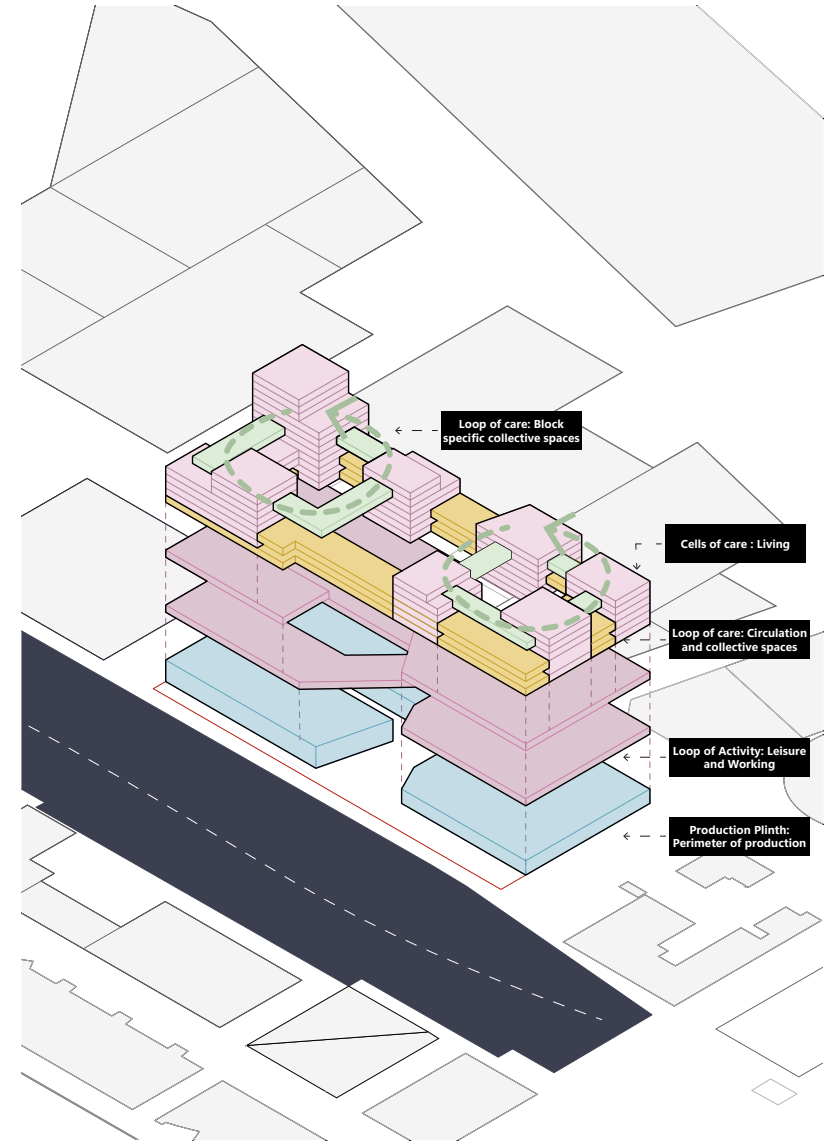 Loop of care: Block
specific collective spaces
Cells of care : Living
Loop of care: Circulation
and collective spaces
Loop of Activity: Leisure
and Working
Production Plinth:
Perimeter of production